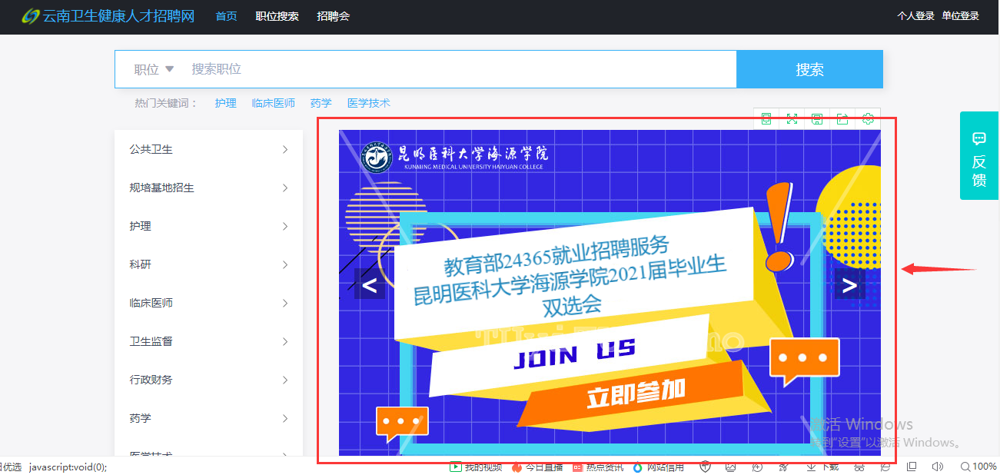 云南卫生健康人才招聘网 首页 职位搜索 招聘会 个人登录 单位登录
职位 搜索职位 搜索
热门关键词： 护理 临床医师 药学 医学技术
反馈
公共卫生
规培基地招生
护理
科研
临床医师
卫生监督
行政财务
药学
医学技术
昆明医科大学海源学院
KUNMING MEDICAL UNIVERSITY HAIYUAN COLLEGE
教育部24365就业招聘服务
昆明医科大学海源学院2021届毕业生
双选会
< >
JOIN US
立即参加
激活 Windows
转到“设置”以激活 Windows。
日优选 javascript:void(0); 我的视频 今日直播 热点资讯 网站信用 下载 100%